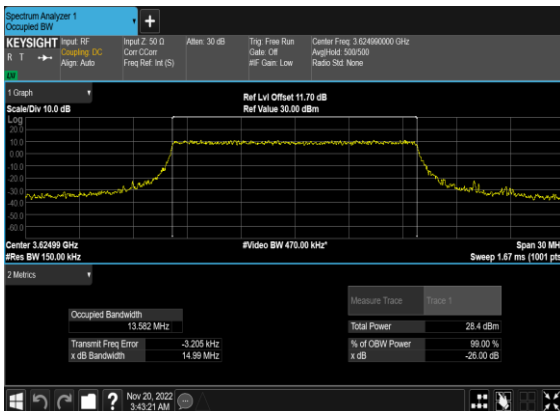 Spectrum Analyzer 1
Occupied BW
+
KEYSIGHT
R T
LXI
Input: RF
Coupling: DC
Align: Auto
Input Z: 50 Ω
Corr CCorr
Freq Ref: Int (S)
Atten: 30 dB
Trig: Free Run
Gate: Off
#IF Gain: Low
Center Freq: 3.624990000 GHz
Avg|Hold: 500/500
Radio Std: None
1 Graph
Scale/Div 10.0 dB
Ref Lvl Offset 11.70 dB
Ref Value 30.00 dBm
Log
20.0
10.0
0.00
-10.0
-20.0
-30.0
-40.0
-50.0
-60.0
Center 3.62499 GHz
#Res BW 150.00 kHz
#Video BW 470.00 kHz*
Span 30 MH
Sweep 1.67 ms (1001 pts
2 Metrics
Measure Trace Trace 1
Occupied Bandwidth
13.582 MHz
Total Power 28.4 dBm
Transmit Freq Error -3.205 kHz
% of OBW Power 99.00 %
x dB Bandwidth 14.99 MHz
x dB -26.00 dB
?
Nov 20, 2022
3:43:21 AM